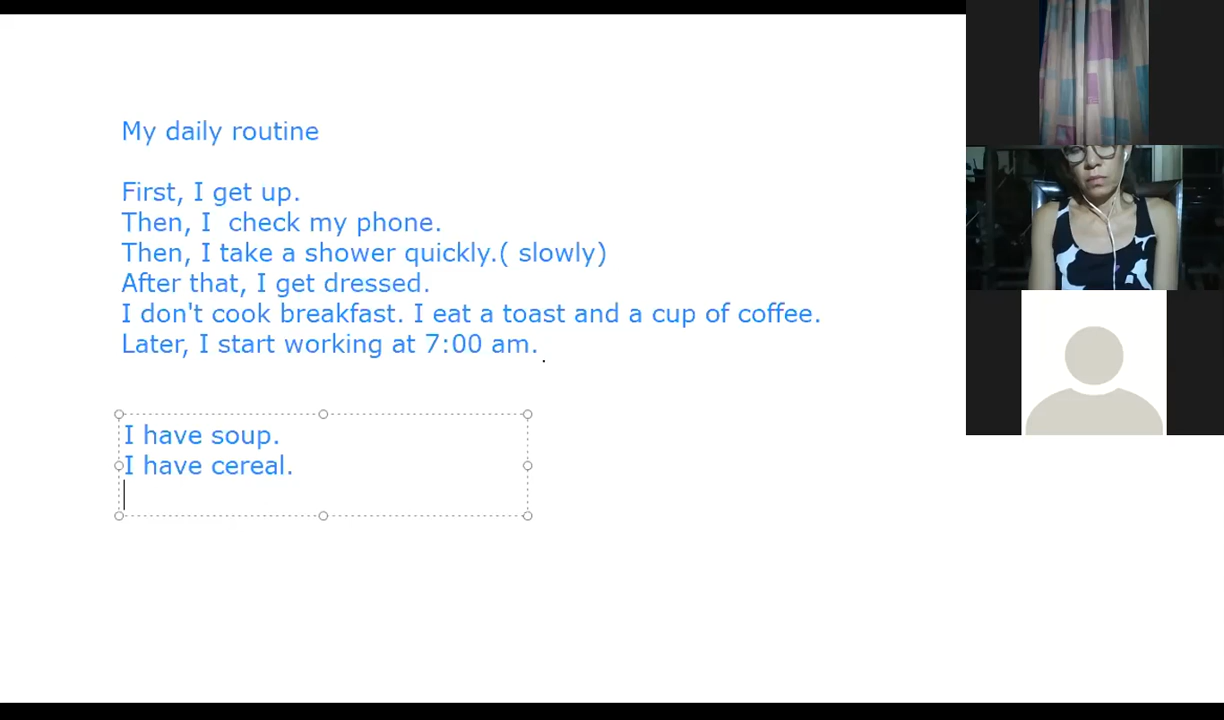 My daily routine
First, I get up.
Then, I  check my phone.
Then, I take a shower quickly.( slowly)
After that, I get dressed.
I don't cook breakfast. I eat a toast and a cup of coffee.
Later, I start working at 7:00 am.
.
I have soup.
I have cereal.